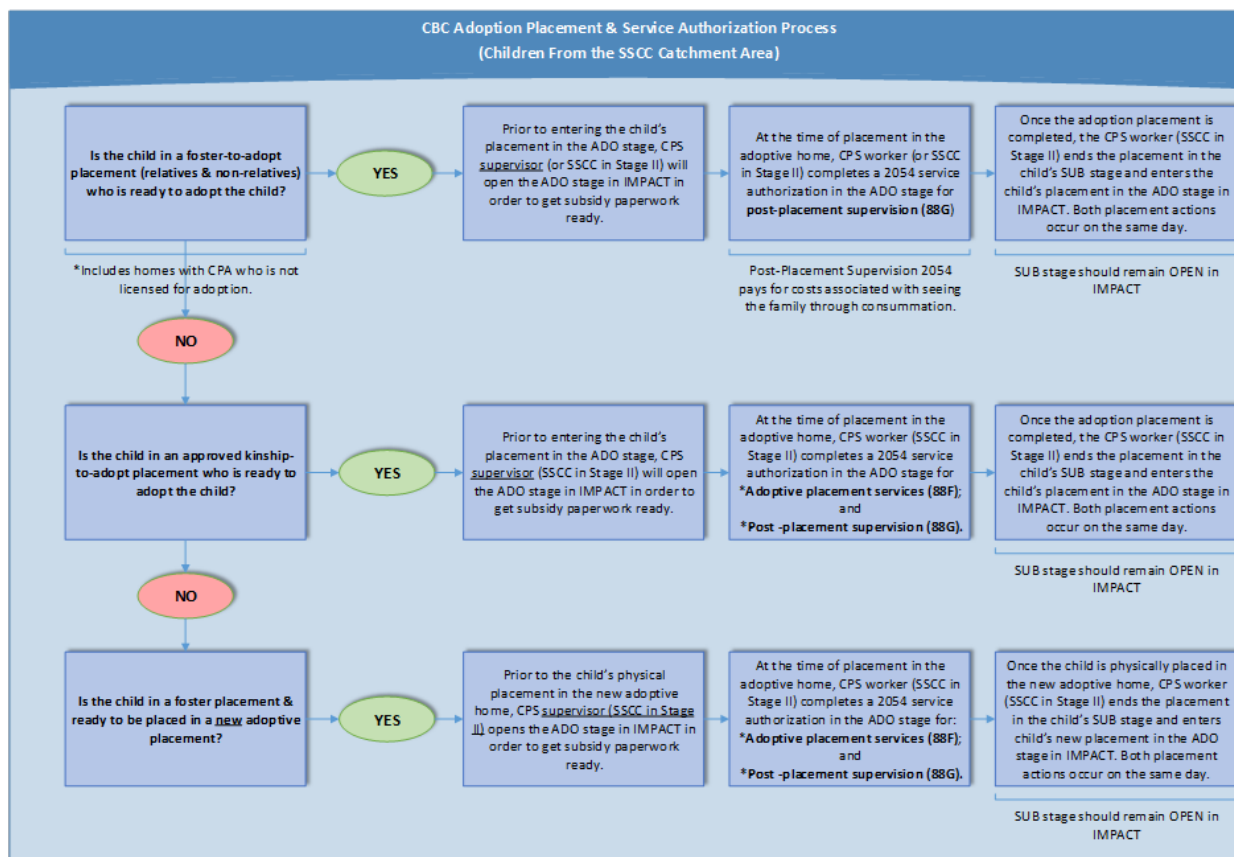 CBC Adoption Placement & Service Authorization Process
(Children From the SSCC Catchment Area)
Is the child in a foster-to-adopt
placement (relatives & non-relatives)
who is ready to adopt the child?
YES
Prior to entering the child's
placement in the ADO stage, CPS
supervisor (or SSCC in Stage II) will
open the ADO stage in IMPACT in
order to get subsidy paperwork
ready.
At the time of placement in the
adoptive home, CPS worker (or SSCC
in Stage II) completes a 2054 service
authorization in the ADO stage for
post-placement supervision (88G)
Once the adoption placement is
completed, the CPS worker (SSCC in
Stage II) ends the placement in the
child's SUB stage and enters the
child's placement in the ADO stage in
IMPACT. Both placement actions
occur on the same day.
*Includes homes with CPA who is not
licensed for adoption.
Post-Placement Supervision 2054
pays for costs associated with seeing
the family through consummation.
SUB stage should remain OPEN in
IMPACT
NO
Is the child in an approved kinship-
to-adopt placement who is ready to
adopt the child?
YES
Prior to entering the child's
placement in the ADO stage, CPS
supervisor (SSCC in Stage II) will open
the ADO stage in IMPACT in order to
get subsidy paperwork ready.
At the time of placement in the
adoptive home, CPS worker (SSCC in
Stage II) completes a 2054 service
authorization in the ADO stage for
*Adoptive placement services (88F);
and
*Post -placement supervision (88G).
Once the adoption placement is
completed, the CPS worker (SSCC in
Stage II) ends the placement in the
child's SUB stage and enters the
child's placement in the ADO stage in
IMPACT. Both placement actions
occur on the same day.
SUB stage should remain OPEN in
IMPACT
NO
Is the child in a foster placement &
ready to be placed in a new adoptive
placement?
YES
Prior to the child's physical
placement in the new adoptive
home, CPS supervisor (SSCC in Stage
II) opens the ADO stage in IMPACT in
order to get subsidy paperwork
ready.
At the time of placement in the
adoptive home, CPS worker (SSCC in
Stage II) completes a 2054 service
authorization in the ADO stage for:
*Adoptive placement services (88F);
and
*Post -placement supervision (88G).
Once the child is physically placed in
the new adoptive home, CPS worker
(SSCC in Stage II) ends the placement
in the child's SUB stage and enters
child's new placement in the ADO
stage in IMPACT. Both placement
actions occur on the same day.
SUB stage should remain OPEN in
IMPACT